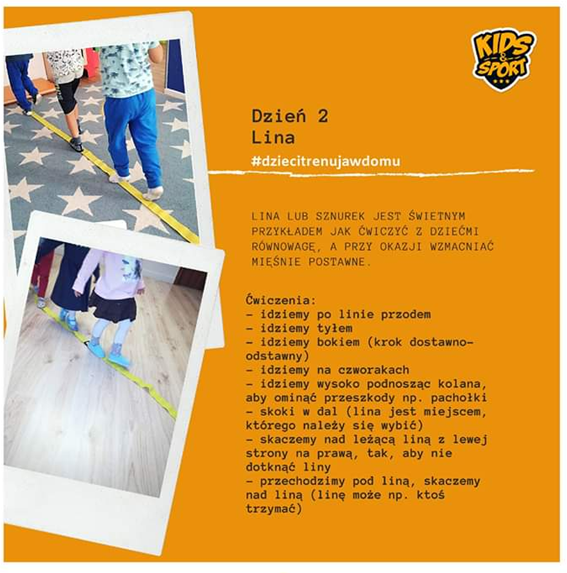 KIDS
&
SPORT
Dzień 2
Lina
#dziecitrenujawdomu
LINA LUB SZNUREK JEST ŚWIETNYM
PRZYKŁADEM JAK ĆWICZYĆ Z DZIEĆMI
RÓWNOWAGĘ, A PRZY OKAZJI WZMACNIAĆ
MIĘŚNIE POSTAWNE.
Ćwiczenia:
– idziemy po linie przodem
– idziemy tyłem
– idziemy bokiem (krok dostawno-
odstawny)
– idziemy na czworakach
– idziemy wysoko podnosząc kolana,
aby ominąć przeszkody np. pachołki
– skoki w dal (lina jest miejscem,
którego należy się wybić)
– skaczemy nad leżącą liną z lewej
strony na prawą, tak, aby nie
dotknąć liny
– przechodzimy pod liną, skaczemy
nad liną (linę może np. ktoś
trzymać)